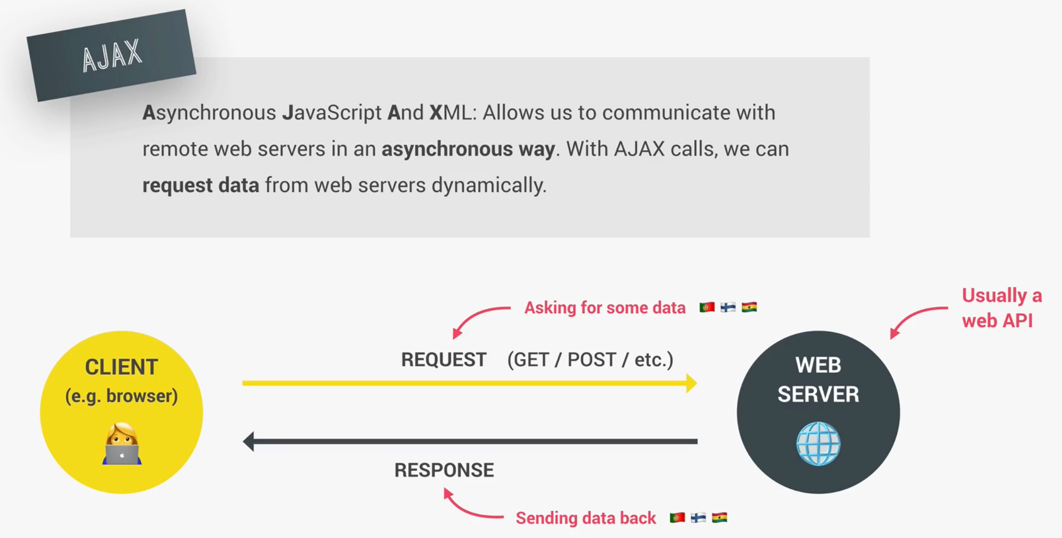 AJAX
Asynchronous JavaScript And XML: Allows us to communicate with
remote web servers in an asynchronous way. With AJAX calls, we can
request data from web servers dynamically.
Asking for some data
Usually a
web API
REQUEST (GET / POST / etc.)
CLIENT
(e.g. browser)
WEB
SERVER
RESPONSE
Sending data back